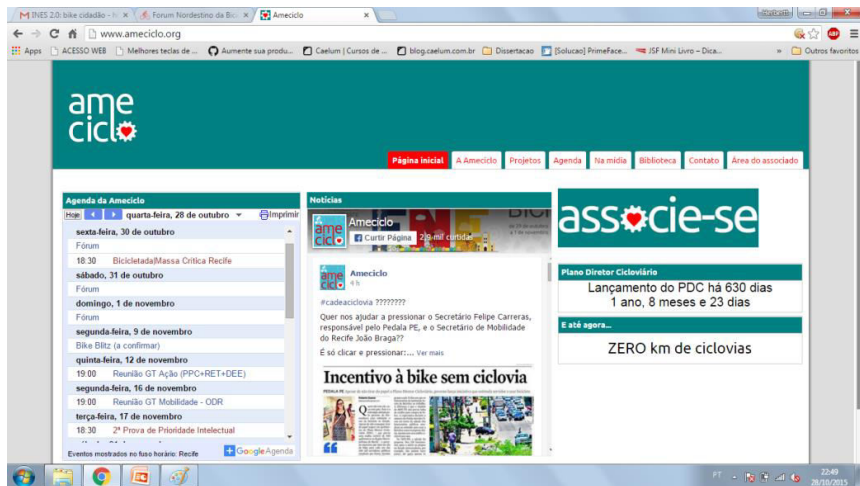 INES 2.0: bike cidadão -
Forum Nordestino da Bic
Ameciclo
www.ameciclo.org
Apps
ACESSO WEB
Melhores teclas de ...
Aumente sua produ...
Caelum | Cursos de ...
blog.caelum.com.br
Dissertacao
[Solucao] PrimeFace...
JSF Mini Livro – Dica...
»
Outros favoritos
ame
ciclo
Página inicial
A Ameciclo
Projetos
Agenda
Na mídia
Biblioteca
Contato
Área do associado
Agenda da Ameciclo
Hoje quarta-feira, 28 de outubro Imprimir
sexta-feira, 30 de outubro
Fórum
18:30 Bicicletada|Massa Crítica Recife
sábado, 31 de outubro
Fórum
domingo, 1 de novembro
Fórum
segunda-feira, 9 de novembro
Bike Blitz (a confirmar)
quinta-feira, 12 de novembro
19:00 Reunião GT Ação (PPC+RET+DEE)
segunda-feira, 16 de novembro
19:00 Reunião GT Mobilidade - ODR
terça-feira, 17 de novembro
18:30 2ª Prova de Prioridade Intelectual
Eventos mostrados no fuso horário: Recife
+ GoogleAgenda
Notícias
ame
ciclo
Ameciclo
Curtir Página 2,9 mil curtidas
ame
ciclo
Ameciclo
4 h
#cadeaciclovia ????????
Quer nos ajudar a pressionar o Secretário Felipe Carreras,
responsável pelo Pedala PE, e o Secretário de Mobilidade
do Recife João Braga??
É só clicar e pressionar:... Ver mais
Incentivo à bike sem ciclovia
associe-se
Plano Diretor Cicloviário
Lançamento do PDC há 630 dias
1 ano, 8 meses e 23 dias
E até agora...
ZERO km de ciclovias
PT
22:49
28/10/2015